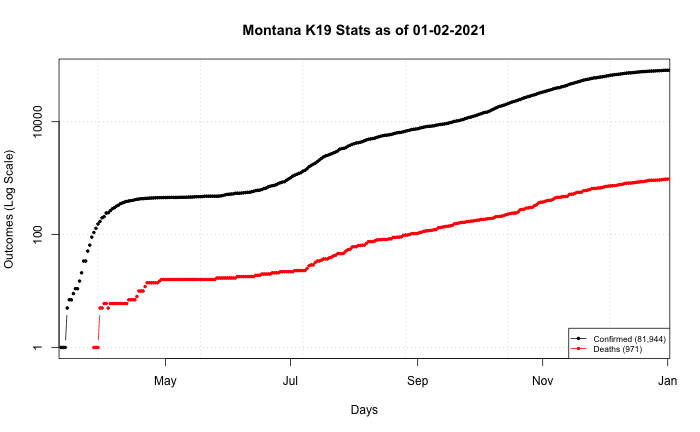 Montana K19 Stats as of 01-02-2021
Outcomes (Log Scale)
10000
100
1
Confirmed (81,944)
Deaths (971)
May Jul Sep Nov Jan
Days